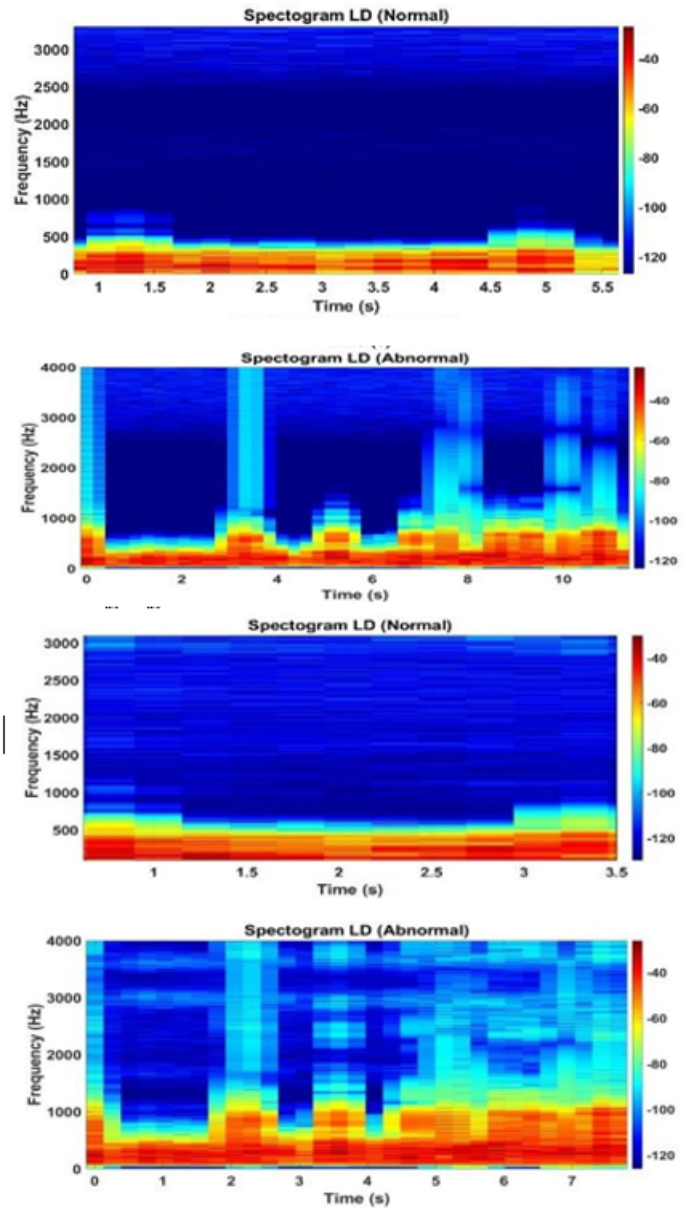 Spectogram LD (Normal)
3000
2500
2000
1500
1000
500
0
Frequency (Hz)
1 1.5 2 2.5 3 3.5 4 4.5 5 5.5
Time (s)
-40
-60
-80
-100
-120
Spectogram LD (Abnormal)
4000
3000
2000
1000
0
Frequency (Hz)
0 2 4 6 8 10
Time (s)
-40
-60
-80
-100
-120
Spectogram LD (Normal)
3000
2500
2000
1500
1000
500
Frequency (Hz)
1 1.5 2 2.5 3 3.5
Time (s)
-40
-60
-80
-100
-120
Spectogram LD (Abnormal)
4000
3000
2000
1000
0
Frequency (Hz)
0 1 2 3 4 5 6 7
Time (s)
-40
-60
-80
-100
-120